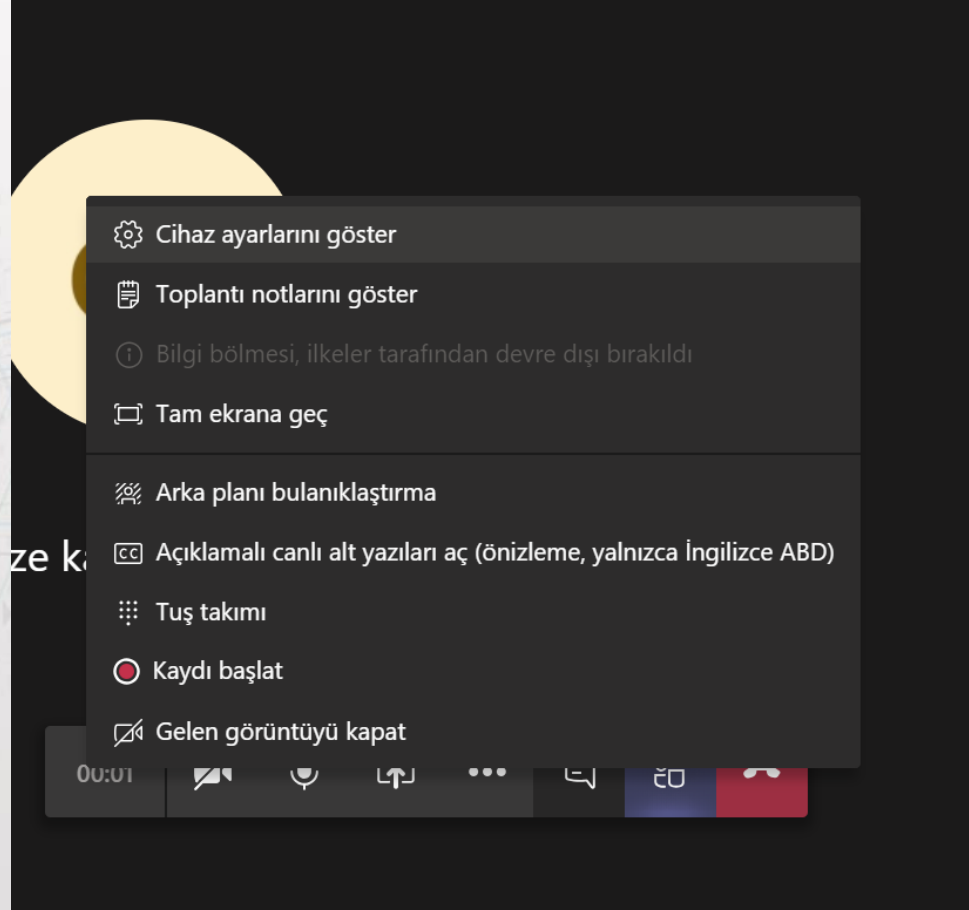 Cihaz ayarlarını göster
Toplantı notlarını göster
Bilgi bölmesi, ilkeler tarafından devre dışı bırakıldı
Tam ekrana geç
Arka planı bulanıklaştırma
Açıklamalı canlı alt yazıları aç (önizleme, yalnızca İngilizce ABD)
ze
Tuş takımı
Kaydı başlat
Gelen görüntüyü kapat
00:01